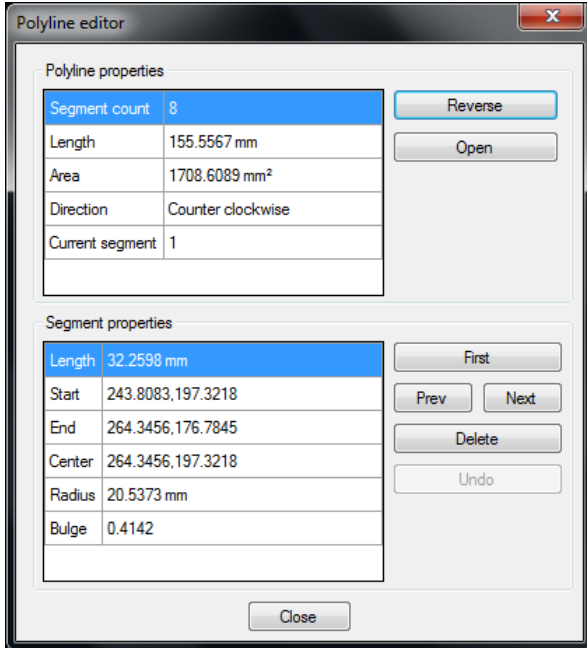 Polyline editor
Polyline properties
Segment count 8
Length 155.5567 mm
Area 1708.6089 mm²
Direction Counter clockwise
Current segment 1
Reverse
Open
Segment properties
Length 32.2598 mm
Start 243.8083,197.3218
End 264.3456,176.7845
Center 264.3456,197.3218
Radius 20.5373 mm
Bulge 0.4142
First
Prev Next
Delete
Undo
Close